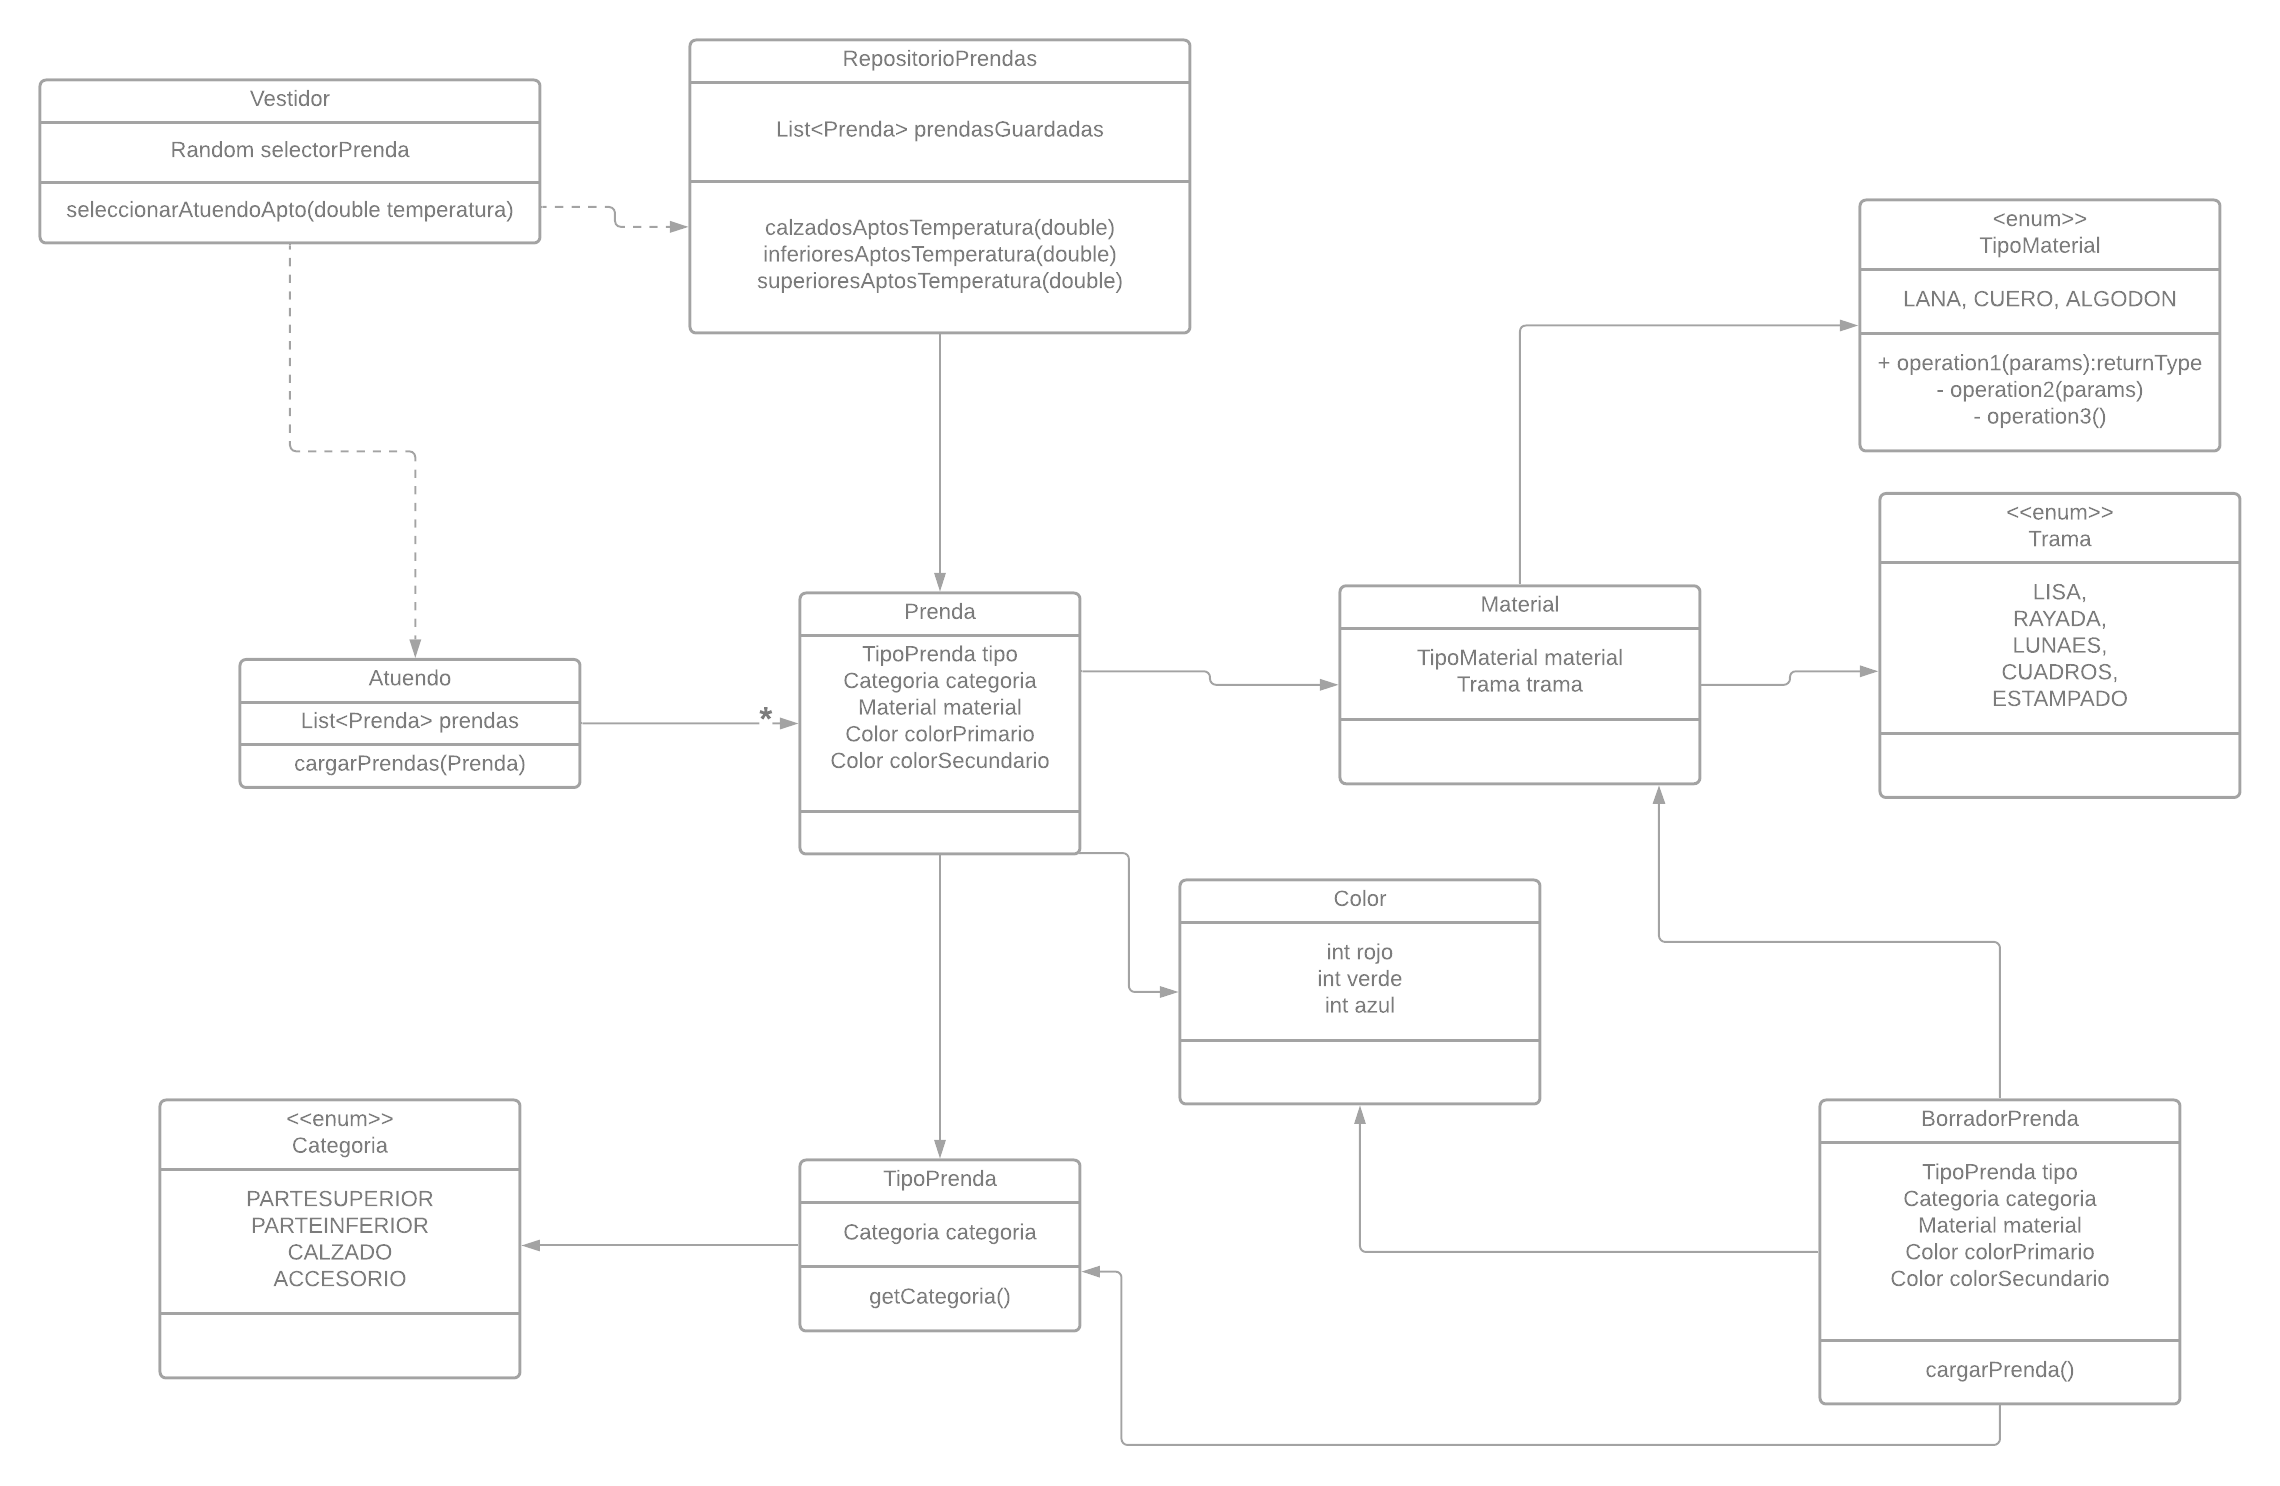 Vestidor
Random selectorPrenda
seleccionarAtuendoApto(double temperatura)
RepositorioPrendas
List<Prenda> prendasGuardadas
calzadosAptosTemperatura(double)
inferioresAptosTemperatura(double)
superioresAptosTemperatura(double)
<enum>>
TipoMaterial
LANA, CUERO, ALGODON
+ operation1(params):returnType
- operation2(params)
- operation3()
<<enum>>
Trama
LISA,
RAYADA,
LUNAES,
CUADROS,
ESTAMPADO
Atuendo
List<Prenda> prendas
cargarPrendas(Prenda)
*
Prenda
TipoPrenda tipo
Categoria categoria
Material material
Color colorPrimario
Color colorSecundario
Material
TipoMaterial material
Trama trama
Color
int rojo
int verde
int azul
<<enum>>
Categoria
PARTESUPERIOR
PARTEINFERIOR
CALZADO
ACCESORIO
TipoPrenda
Categoria categoria
getCategoria()
BorradorPrenda
TipoPrenda tipo
Categoria categoria
Material material
Color colorPrimario
Color colorSecundario
cargarPrenda()